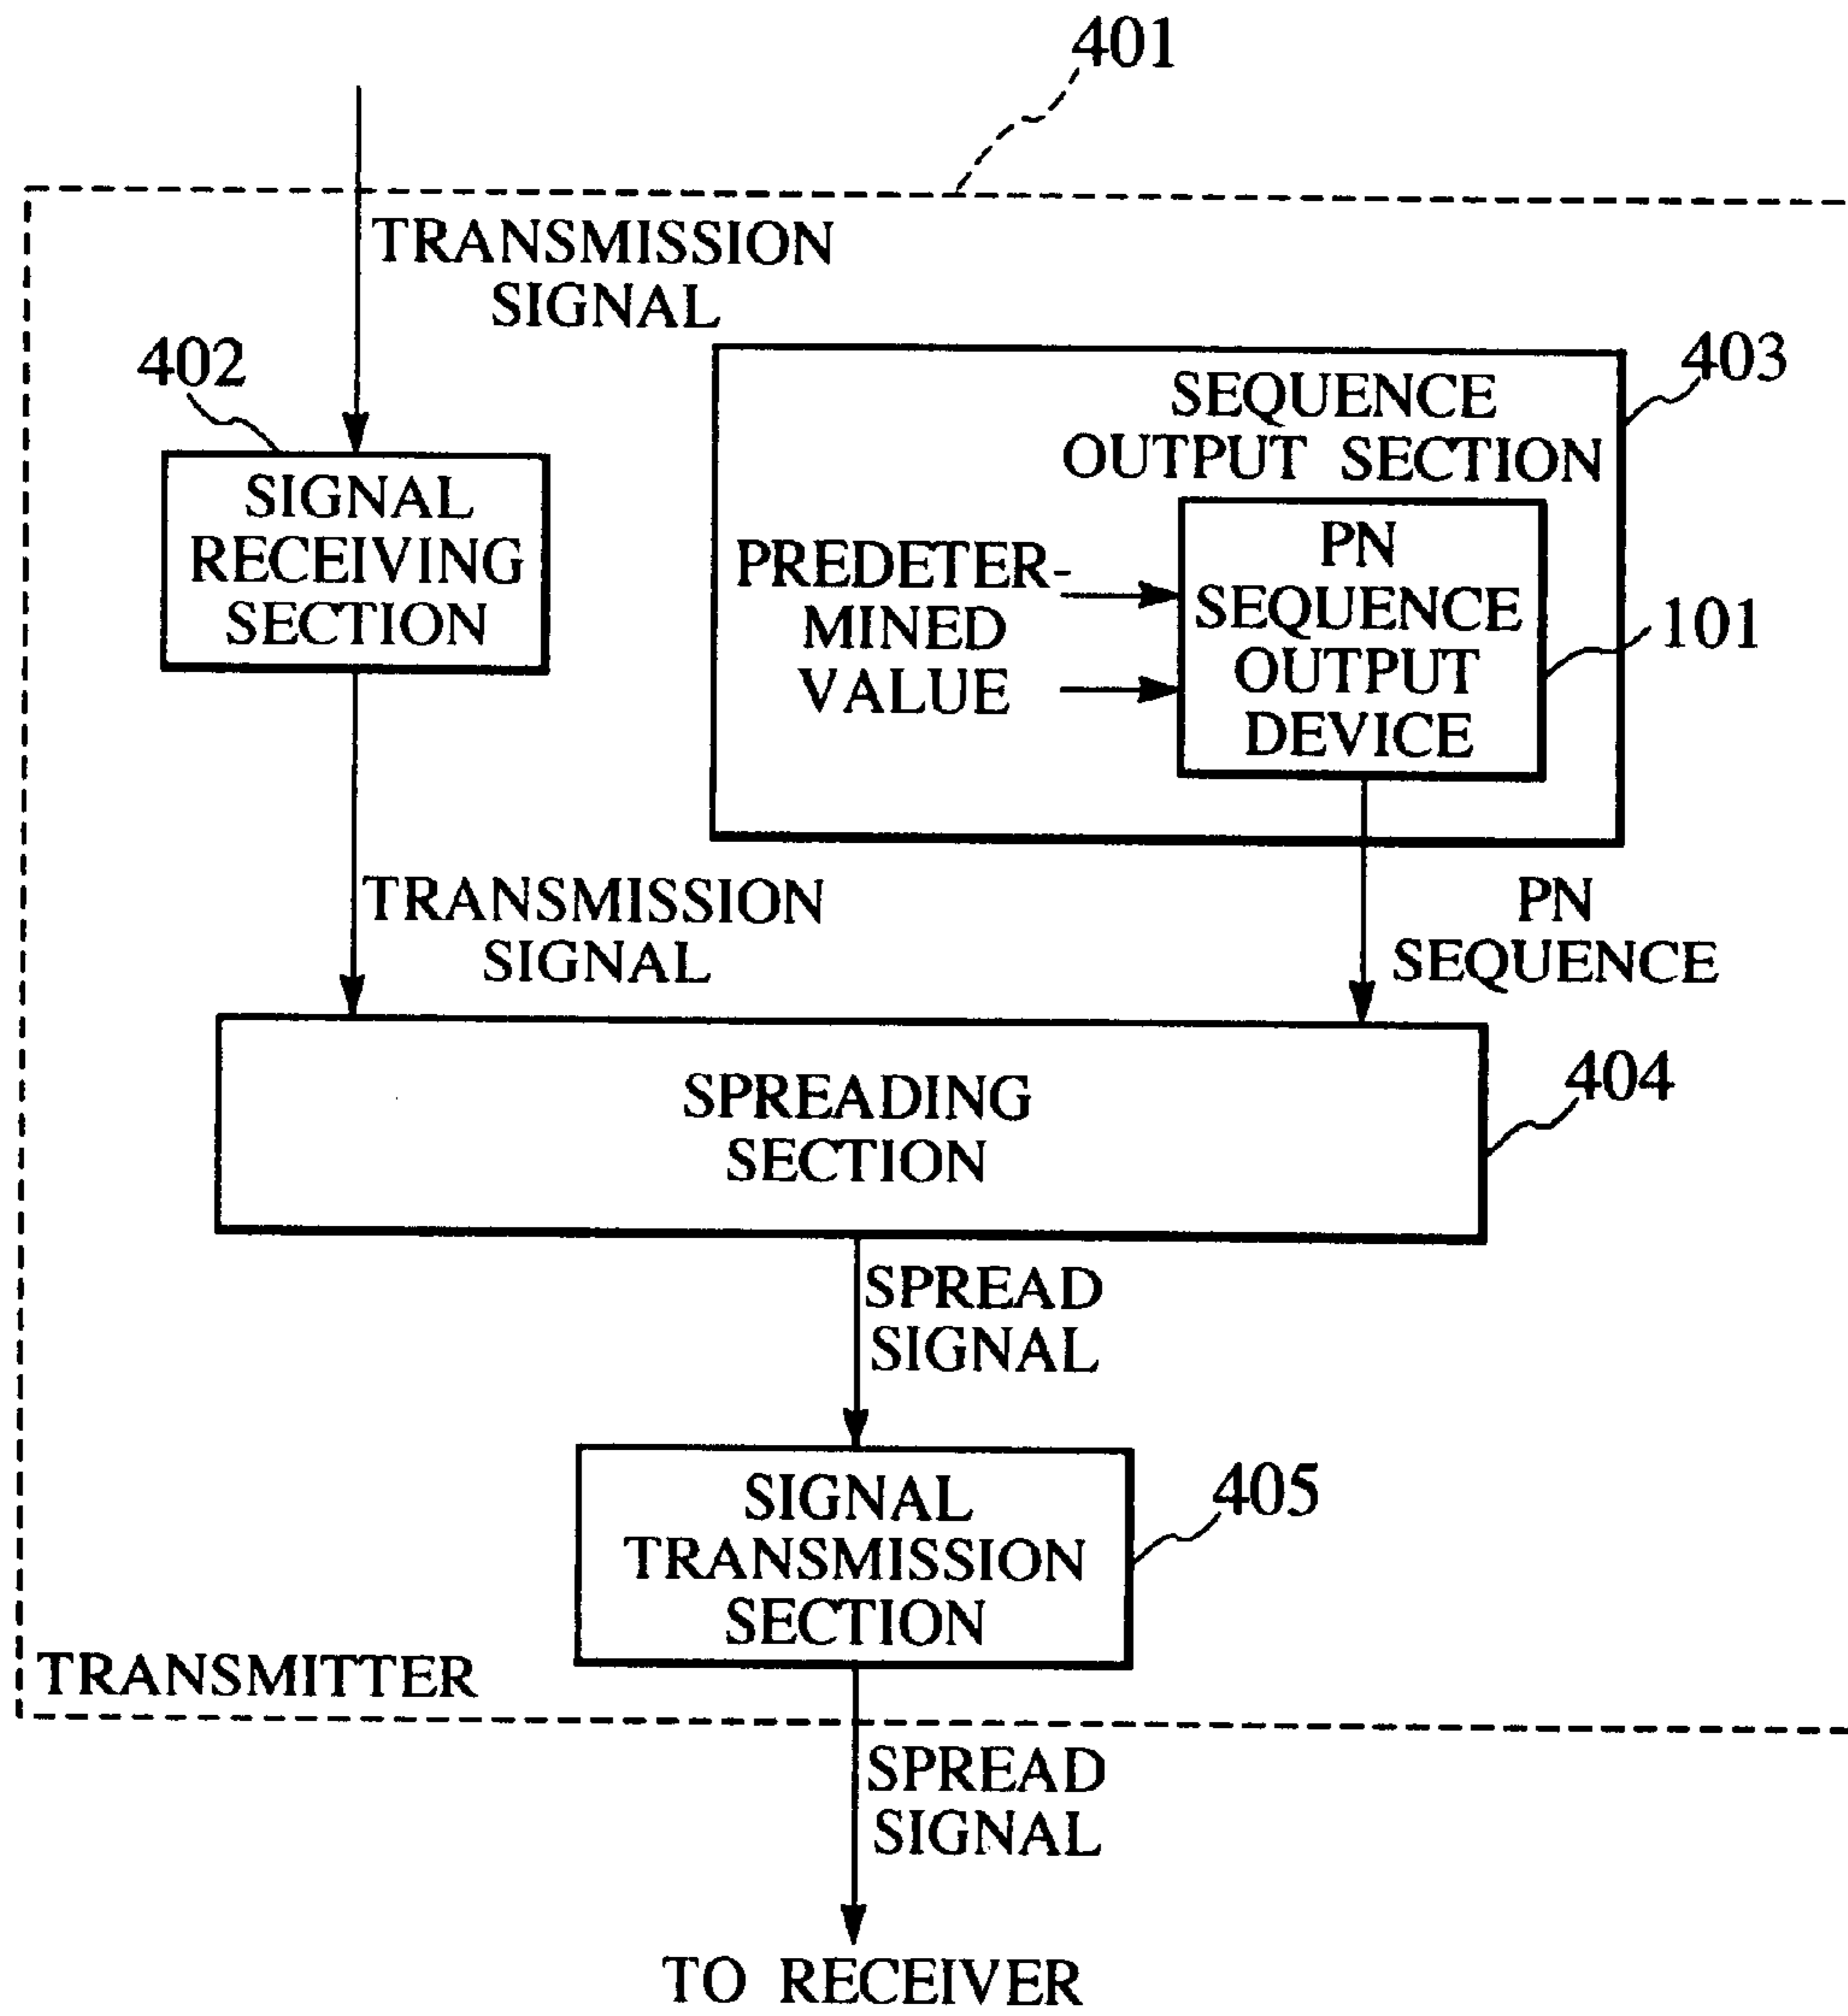 401
TRANSMISSION
SIGNAL
402
403
SEQUENCE
OUTPUT SECTION
SIGNAL
RECEIVING
SECTION
PREDETER-
MINED
VALUE
PN
SEQUENCE
OUTPUT
DEVICE
101
TRANSMISSION
SIGNAL
PN
SEQUENCE
SPREADING
SECTION
404
SPREAD
SIGNAL
SIGNAL
TRANSMISSION
SECTION
405
TRANSMITTER
SPREAD
SIGNAL
TO RECEIVER